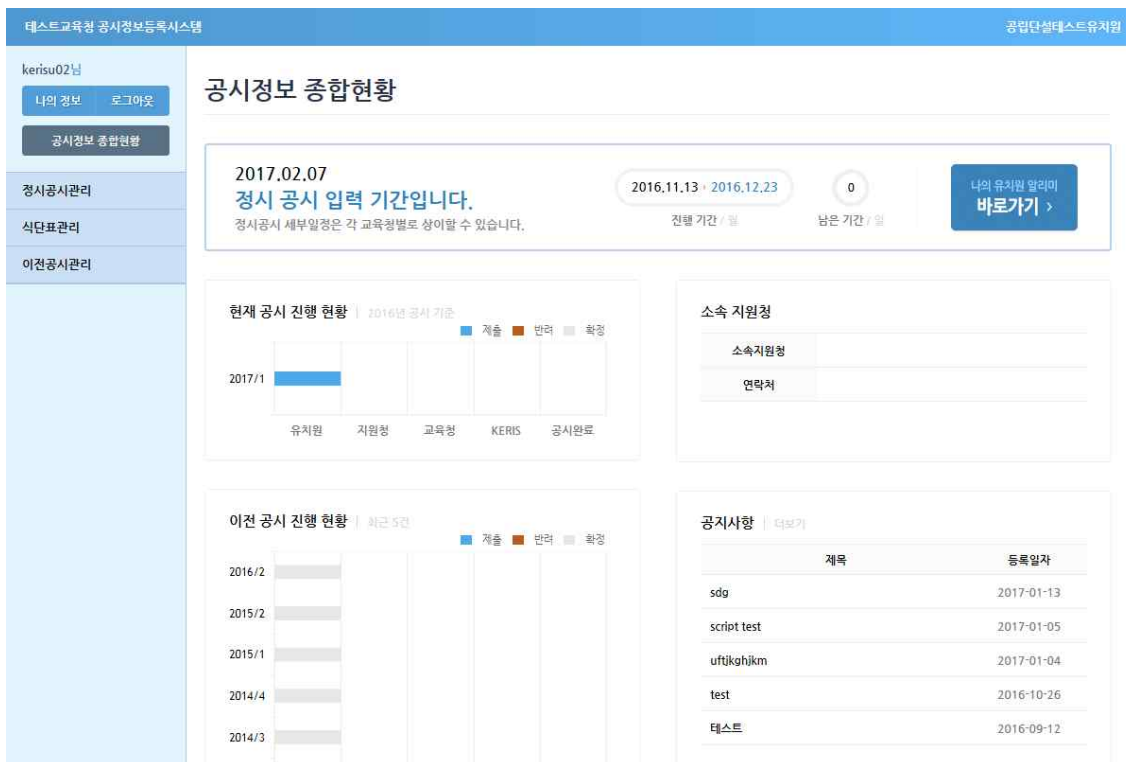 테스트교육청 공시정보등록시스템
공립단설테스트유치원
kerisu02님
나의 정보 로그아웃
공시정보 종합현황
정시공시관리
식단표관리
이전공시관리
공시정보 종합현황
2017.02.07
정시 공시 입력 기간입니다.
정시공시 세부일정은 각 교육청별로 상이할 수 있습니다.
2016.11.13 › 2016.12.23
진행 기간 / 월
0
남은 기간 / 일
나의 유치원 알리미
바로가기 ›
현재 공시 진행 현황 | 2016년 공시 기준
제출 반려 확정
2017/1
유치원 지원청 교육청 KERIS 공시완료
소속 지원청
소속지원청
연락처
이전 공시 진행 현황 | 최근 5건
제출 반려 확정
2016/2
2015/2
2015/1
2014/4
2014/3
공지사항 | 더보기
제목 등록일자
sdg 2017-01-13
script test 2017-01-05
uftjkghjkm 2017-01-04
test 2016-10-26
테스트 2016-09-12